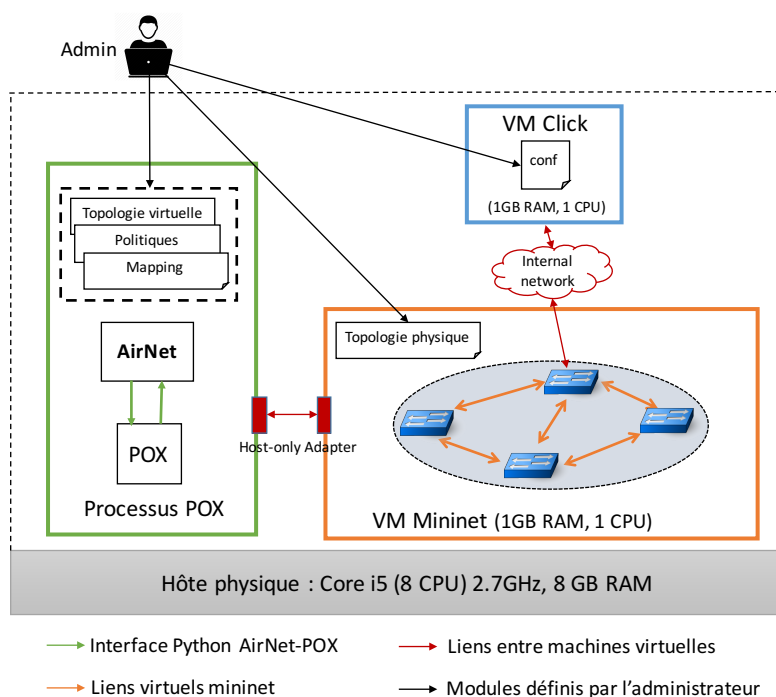 Admin
VM Click
conf
(1GB RAM, 1 CPU)
Topologie virtuelle
Politiques
Mapping
Internal
network
Topologie physique
AirNet
POX
Host-only Adapter
Processus POX
VM Mininet (1GB RAM, 1 CPU)
Hôte physique : Core i5 (8 CPU) 2.7GHz, 8 GB RAM
Interface Python AirNet-POX
Liens entre machines virtuelles
Liens virtuels mininet
Modules définis par l'administrateur